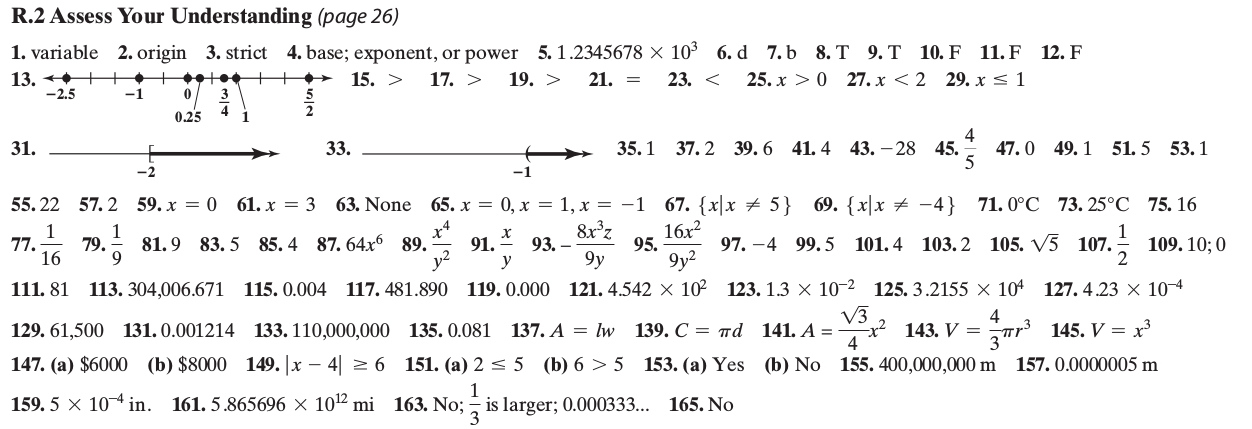 R.2 Assess Your Understanding (page 26)
1. variable 2. origin 3. strict 4. base; exponent, or power 5. 1.2345678 × 10³ 6. d 7. b 8. T 9. T 10. F 11. F 12. F
13. −2.5 −1 0 0.25 3/4 1 5/2 15. > 17. > 19. > 21. = 23. < 25. x > 0 27. x < 2 29. x ≤ 1
31. [ −2 33. ( −1 35. 1 37. 2 39. 6 41. 4 43. −28 45. 4/5 47. 0 49. 1 51. 5 53. 1
55. 22 57. 2 59. x = 0 61. x = 3 63. None 65. x = 0, x = 1, x = −1 67. {x|x ≠ 5} 69. {x|x ≠ −4} 71. 0°C 73. 25°C 75. 16
77. 1/16 79. 1/9 81. 9 83. 5 85. 4 87. 64x⁶ 89. x⁴/y² 91. x/y 93. −8x³z/9y 95. 16x²/9y² 97. −4 99. 5 101. 4 103. 2 105. √5 107. 1/2 109. 10; 0
111. 81 113. 304,006.671 115. 0.004 117. 481.890 119. 0.000 121. 4.542 × 10² 123. 1.3 × 10⁻² 125. 3.2155 × 10⁴ 127. 4.23 × 10⁻⁴
129. 61,500 131. 0.001214 133. 110,000,000 135. 0.081 137. A = lw 139. C = πd 141. A = √3/4 x² 143. V = 4/3 πr³ 145. V = x³
147. (a) $6000 (b) $8000 149. |x − 4| ≥ 6 151. (a) 2 ≤ 5 (b) 6 > 5 153. (a) Yes (b) No 155. 400,000,000 m 157. 0.0000005 m
159. 5 × 10⁻⁴ in. 161. 5.865696 × 10¹² mi 163. No; 1/3 is larger; 0.000333... 165. No